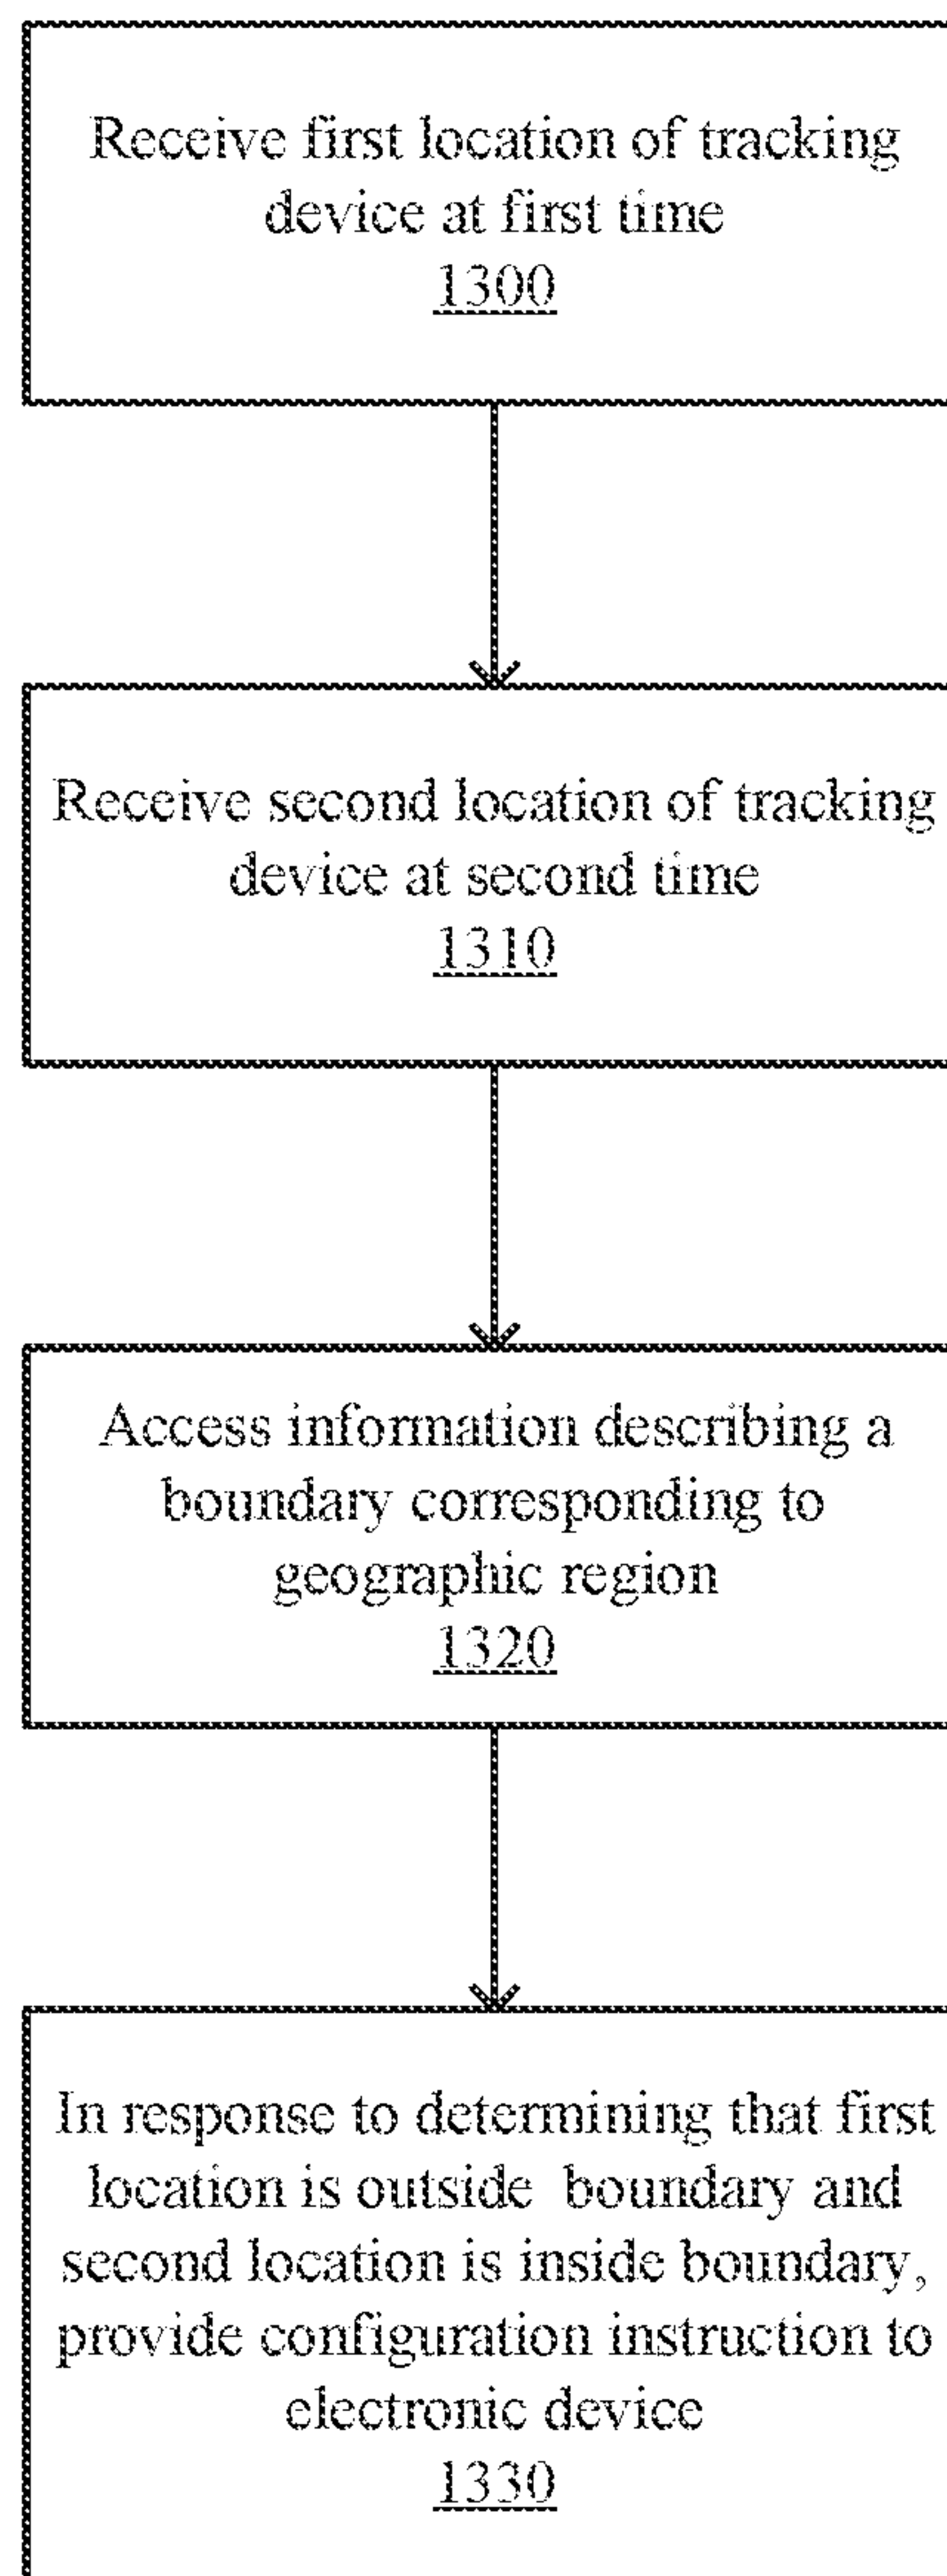 Receive first location of tracking
device at first time
1300
Receive second location of tracking
device at second time
1310
Access information describing a
boundary corresponding to
geographic region
1320
In response to determining that first
location is outside boundary and
second location is inside boundary,
provide configuration instruction to
electronic device
1330